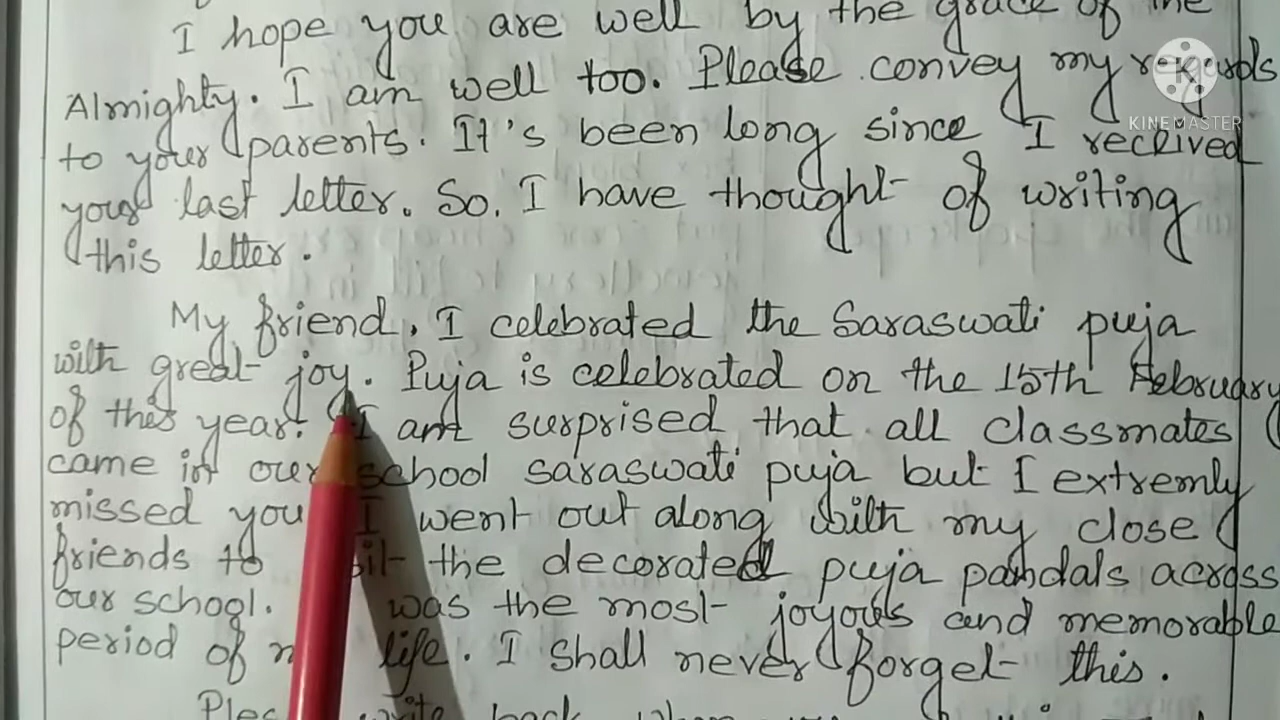 I hope you are well by the grace of the
Almighty. I am well too. Please convey my regards
to your parents. It's been long since I received
your last letter. So, I have thought of writing
this letter.
My friend, I celebrated the Saraswati puja
with great joy. Puja is celebrated on the 15th February
of this year. I am surprised that all classmates
came in our school saraswati puja but I extremly
missed you. I went out along with my close
friends to the decorated puja pandals across
our school. was the most joyous and memorable
period of life. I shall never forget this.
write back when
KINEMASTER